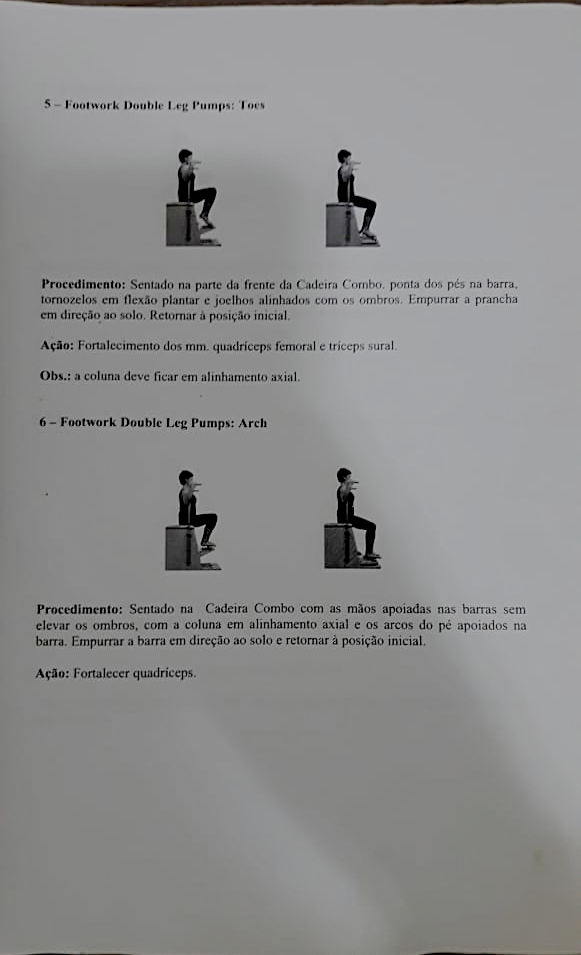 5 – Footwork Double Leg Pumps: Toes
Procedimento: Sentado na parte da frente da Cadeira Combo, ponta dos pés na barra,
tornozelos em flexão plantar e joelhos alinhados com os ombros. Empurrar a prancha
em direção ao solo. Retornar à posição inicial.
Ação: Fortalecimento dos mm. quadríceps femoral e tríceps sural.
Obs.: a coluna deve ficar em alinhamento axial.
6 – Footwork Double Leg Pumps: Arch
Procedimento: Sentado na Cadeira Combo com as mãos apoiadas nas barras sem
elevar os ombros, com a coluna em alinhamento axial e os arcos do pé apoiados na
barra. Empurrar a barra em direção ao solo e retornar à posição inicial.
Ação: Fortalecer quadríceps.